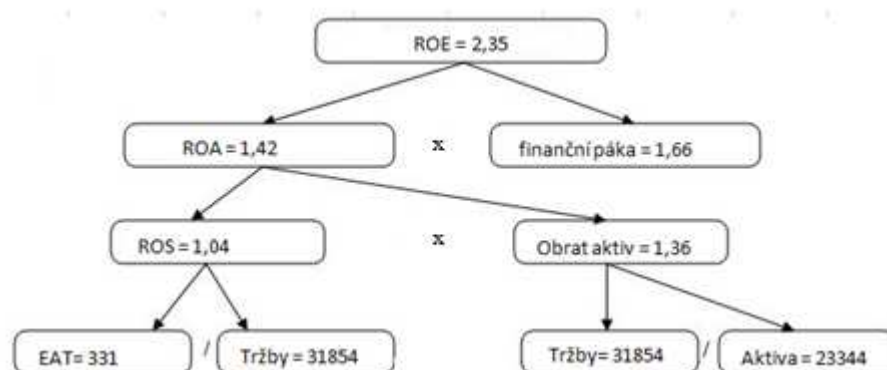 ROE = 2,35
ROA = 1,42 x finanční páka = 1,66
ROS = 1,04 x Obrat aktiv = 1,36
EAT= 331 / Tržby = 31854 Tržby= 31854 / Aktiva = 23344